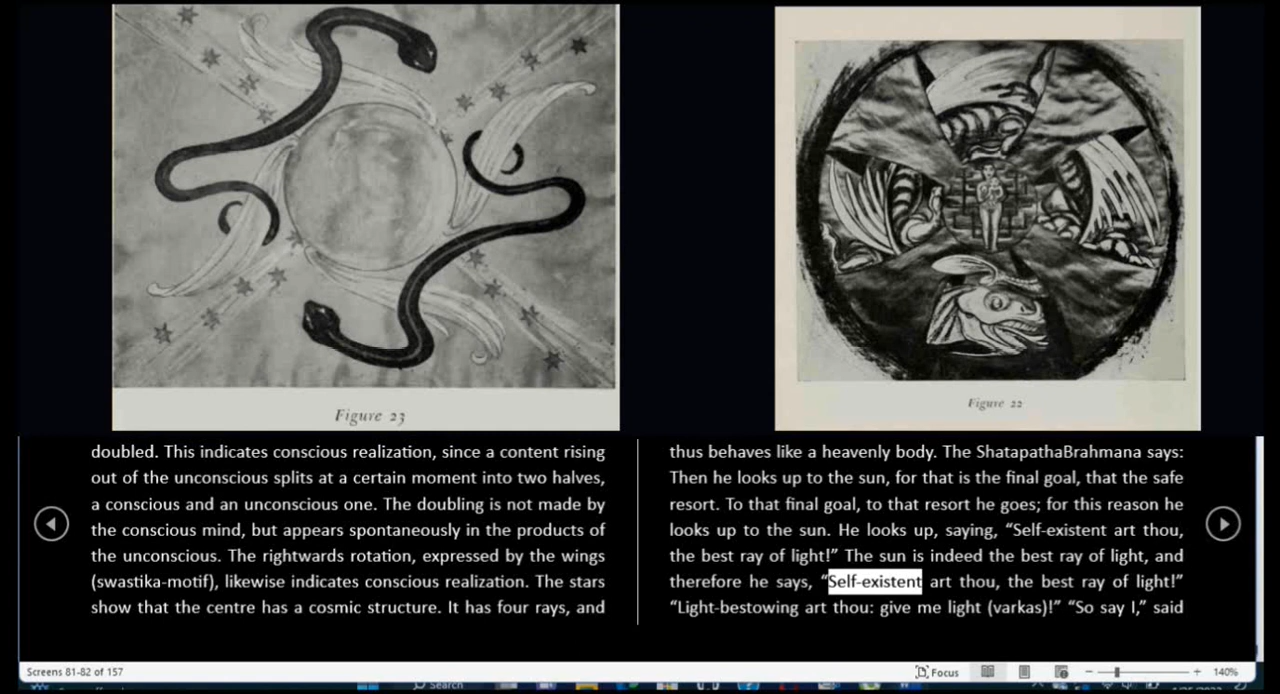 Figure 23
Figure 22
doubled. This indicates conscious realization, since a content rising
out of the unconscious splits at a certain moment into two halves,
a conscious and an unconscious one. The doubling is not made by
the conscious mind, but appears spontaneously in the products of
the unconscious. The rightwards rotation, expressed by the wings
(swastika-motif), likewise indicates conscious realization. The stars
show that the centre has a cosmic structure. It has four rays, and
thus behaves like a heavenly body. The ShatapathaBrahmana says:
Then he looks up to the sun, for that is the final goal, that the safe
resort. To that final goal, to that resort he goes; for this reason he
looks up to the sun. He looks up, saying, “Self-existent art thou,
the best ray of light!” The sun is indeed the best ray of light, and
therefore he says, “Self-existent art thou, the best ray of light!”
“Light-bestowing art thou: give me light (varkas)!” “So say I,” said
Screens 81-82 of 157
Focus
140%
Search